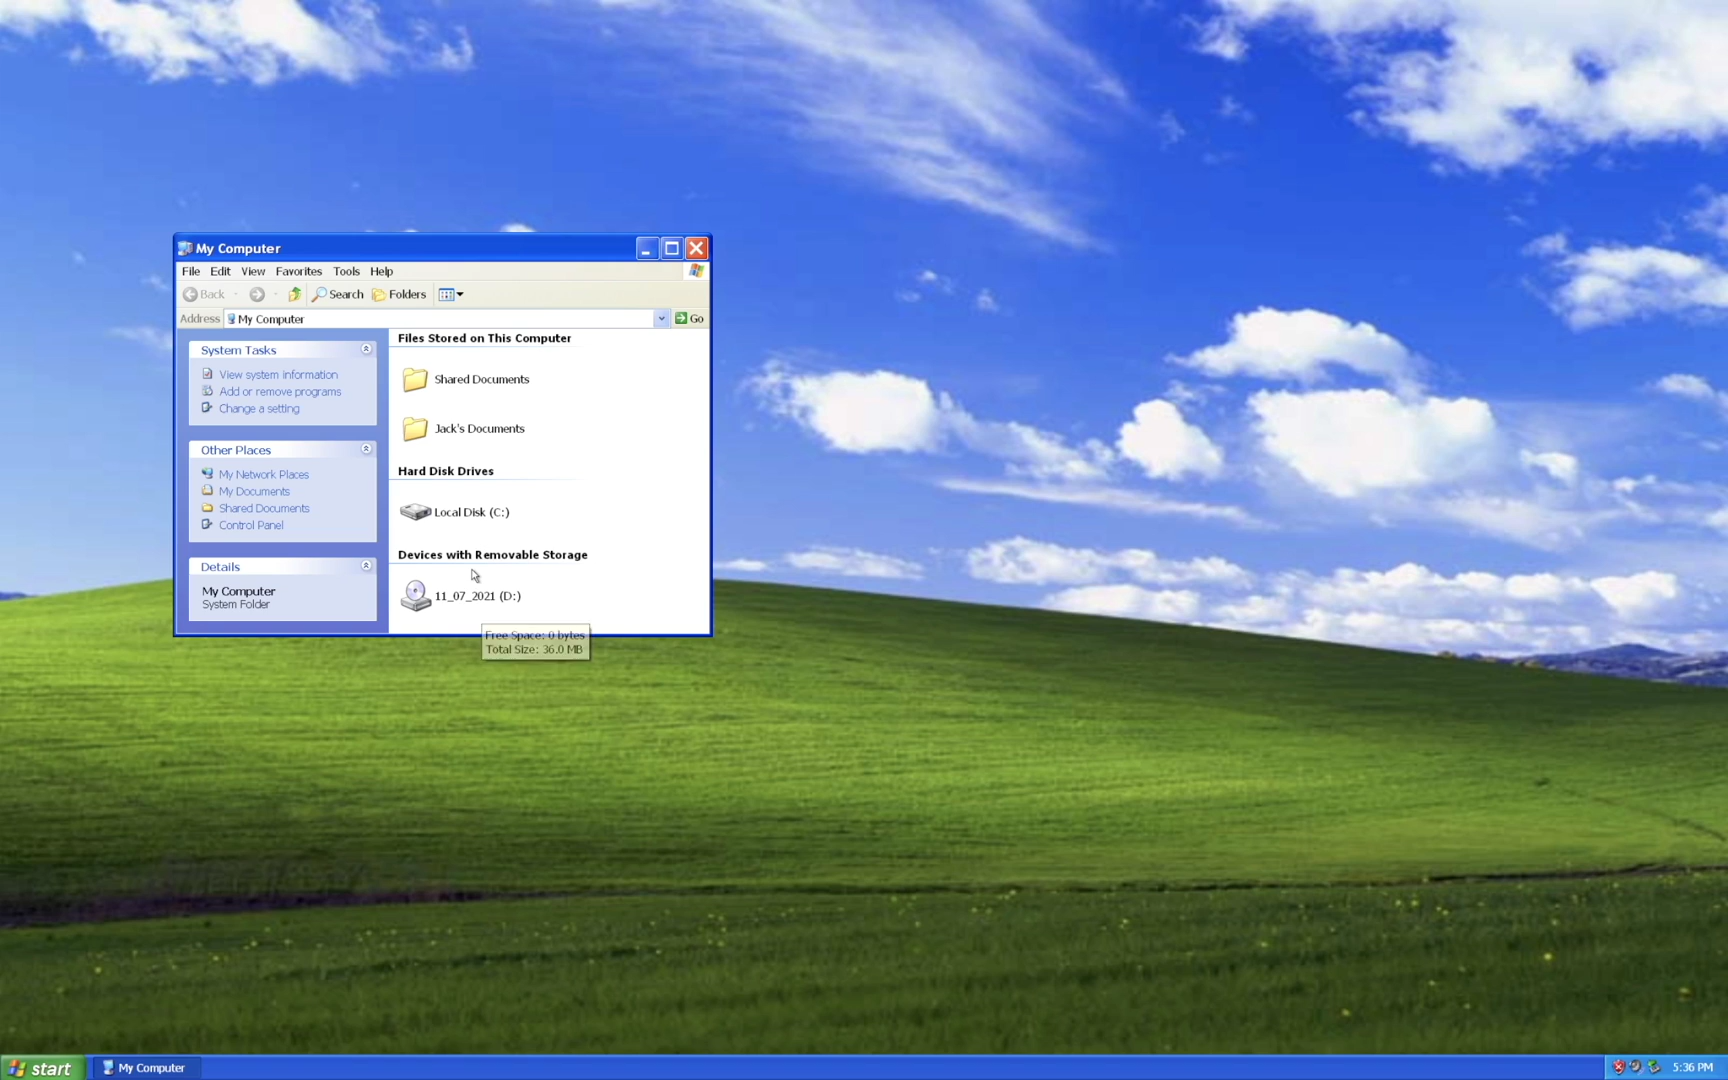 My Computer
File Edit View Favorites Tools Help
Back Search Folders
Address My Computer Go
System Tasks
View system information
Add or remove programs
Change a setting
Other Places
My Network Places
My Documents
Shared Documents
Control Panel
Details
My Computer
System Folder
Files Stored on This Computer
Shared Documents
Jack's Documents
Hard Disk Drives
Local Disk (C:)
Devices with Removable Storage
11_07_2021 (D:)
Free Space: 0 bytes
Total Size: 36.0 MB
start My Computer 5:36 PM